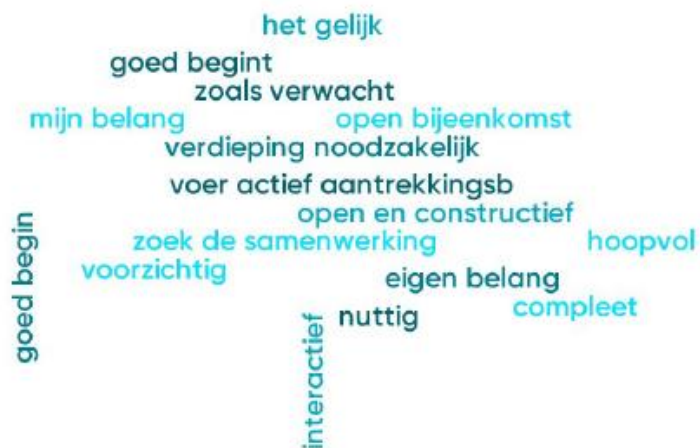 het gelijk
goed begint
zoals verwacht
mijn belang
open bijeenkomst
verdieping noodzakelijk
voer actief aantrekkingsb
open en constructief
zoek de samenwerking
hoopvol
voorzichtig
eigen belang
goed begin
compleet
nuttig
interactief